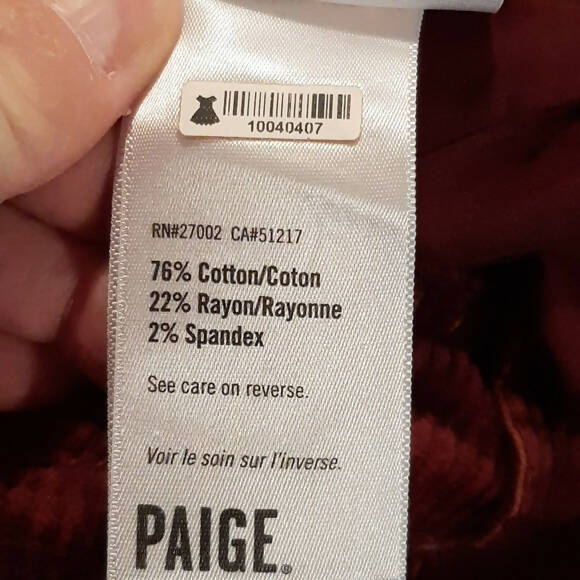 10040407
RN#27002 CA#51217
76% Cotton/Coton
22% Rayon/Rayonne
2% Spandex
See care on reverse.
Voir le soin sur l'inverse.
PAIGE®